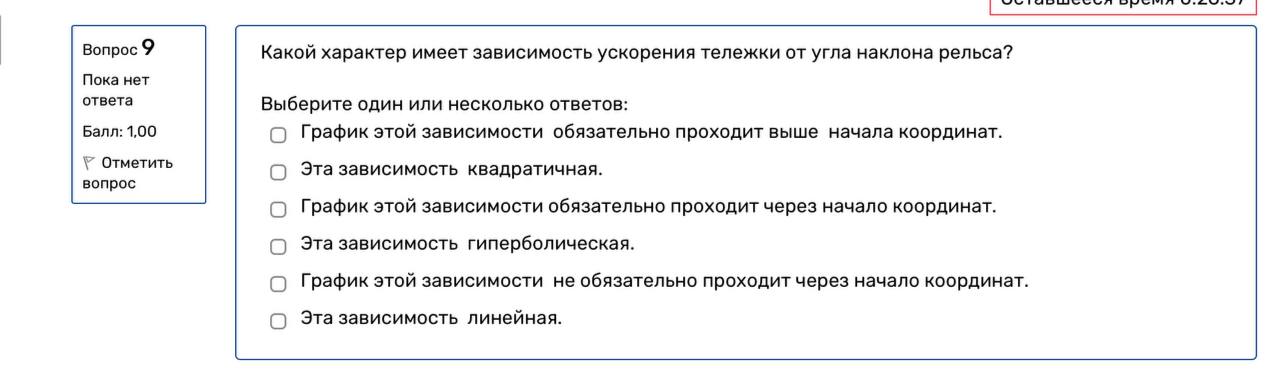 Оставшееся время 0:28:37
Вопрос 9
Пока нет
ответа
Балл: 1,00
Отметить
вопрос
Какой характер имеет зависимость ускорения тележки от угла наклона рельса?
Выберите один или несколько ответов:
График этой зависимости обязательно проходит выше начала координат.
Эта зависимость квадратичная.
График этой зависимости обязательно проходит через начало координат.
Эта зависимость гиперболическая.
График этой зависимости не обязательно проходит через начало координат.
Эта зависимость линейная.